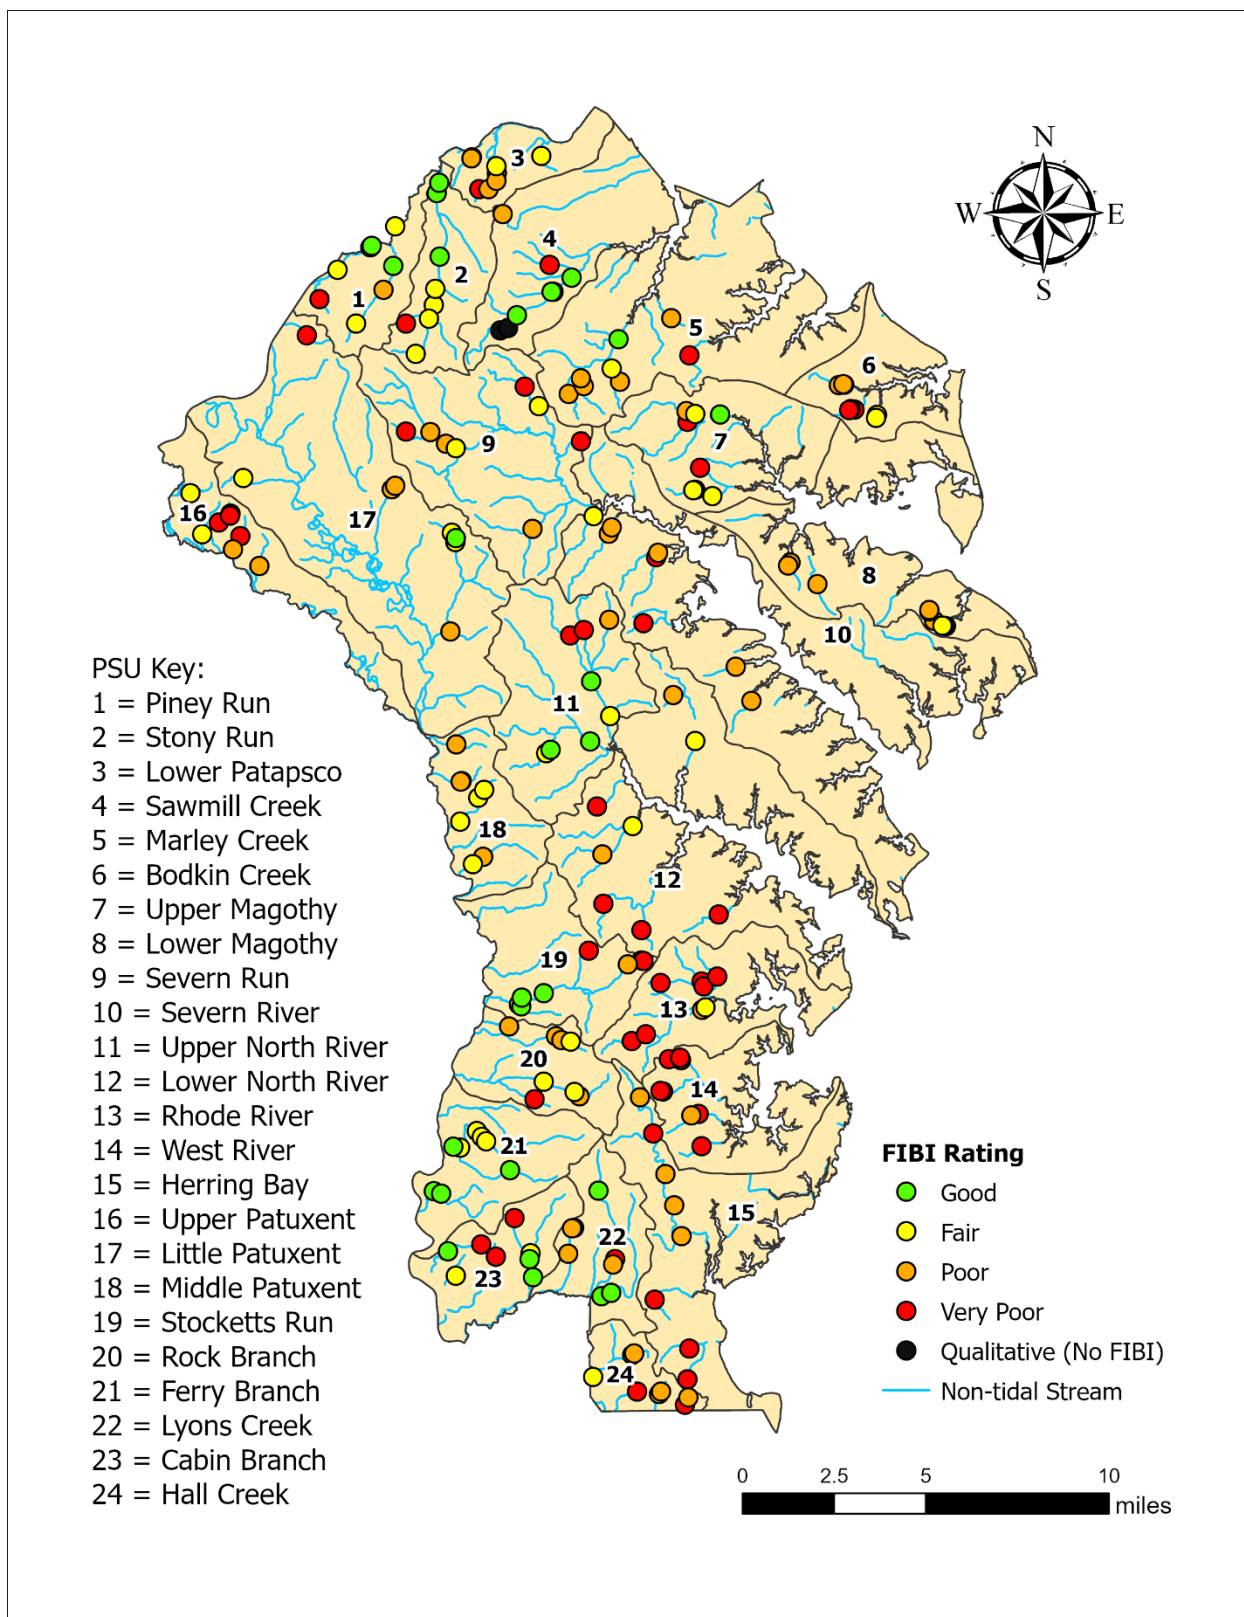 N
W E
S
3
4
2
1
5
6
7
9
16
17
8
10
11
18
12
19
13
20
14
21
15
22
23
24
PSU Key:
1 = Piney Run
2 = Stony Run
3 = Lower Patapsco
4 = Sawmill Creek
5 = Marley Creek
6 = Bodkin Creek
7 = Upper Magothy
8 = Lower Magothy
9 = Severn Run
10 = Severn River
11 = Upper North River
12 = Lower North River
13 = Rhode River
14 = West River
15 = Herring Bay
16 = Upper Patuxent
17 = Little Patuxent
18 = Middle Patuxent
19 = Stocketts Run
20 = Rock Branch
21 = Ferry Branch
22 = Lyons Creek
23 = Cabin Branch
24 = Hall Creek
FIBI Rating
Good
Fair
Poor
Very Poor
Qualitative (No FIBI)
Non-tidal Stream
0 2.5 5 10
miles